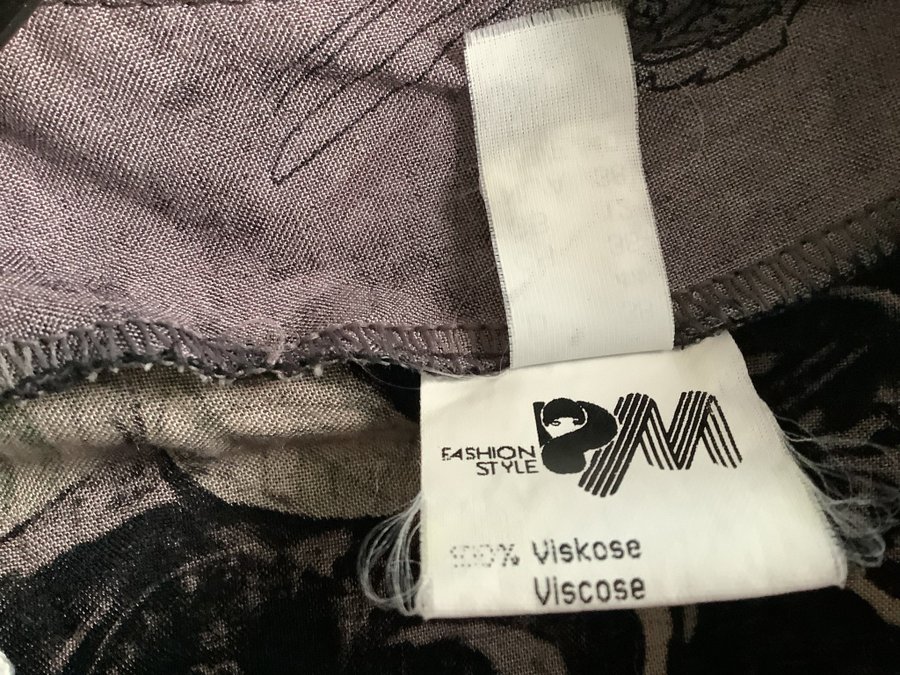 FASHION
STYLE
PM
100% Viskose
Viscose